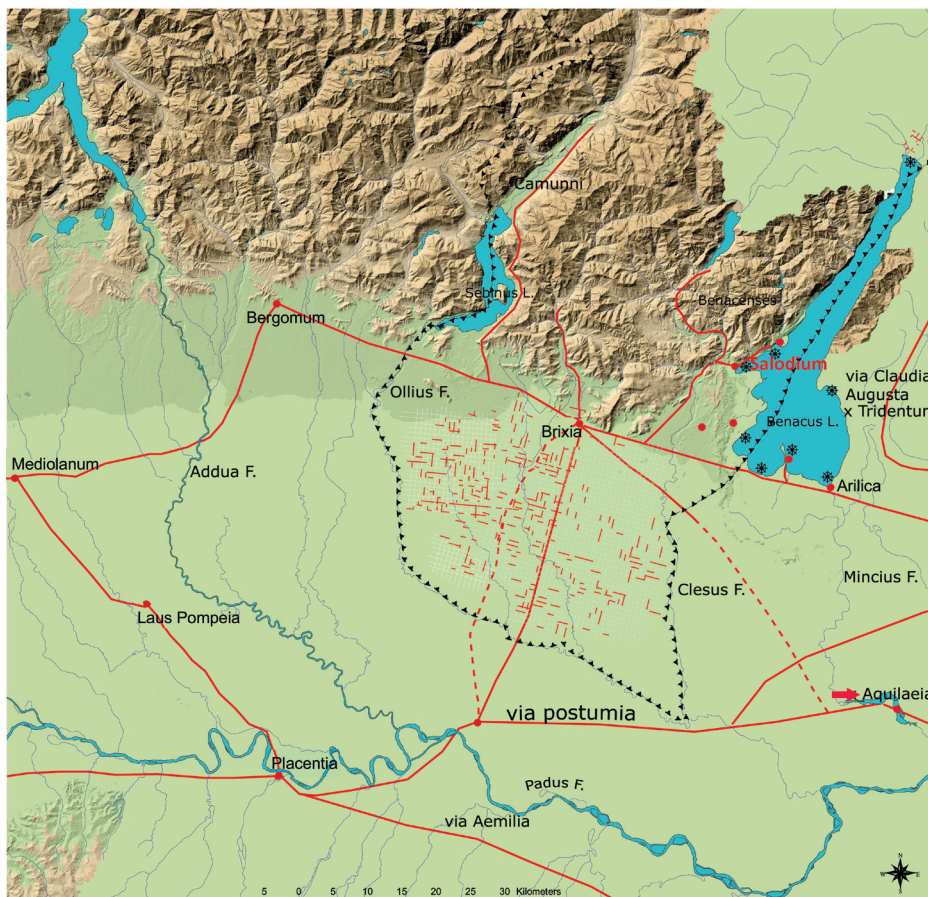 Camunni
Sebinus L.
Bergomum
Benacenses
Salodium
Ollius F.
via Claudia
Augusta
x Tridentum
Benacus L.
Brixia
Mediolanum
Addua F.
Arilica
Mincius F.
Clesus F.
Laus Pompeia
Aquilaeia
via postumia
Placentia
Padus F.
via Aemilia
5 0 5 10 15 20 25 30 Kilometers
N
W E
S